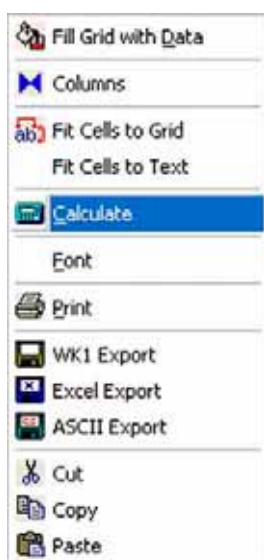 Fill Grid with Data
Columns
ab
Fit Cells to Grid
Fit Cells to Text
Calculate
Font
Print
WK1 Export
Excel Export
ASCII Export
Cut
Copy
Paste